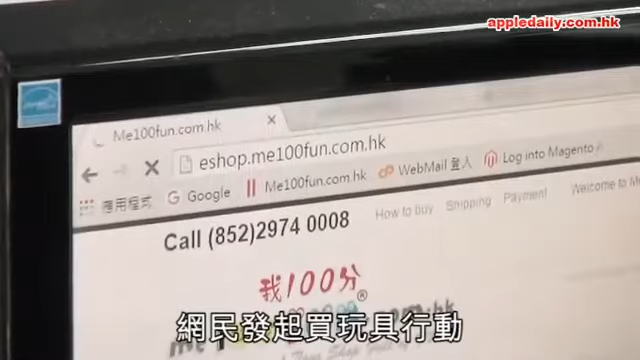 appledaily.com.hk
Me100fun.com.hk
eshop.me100fun.com.hk
應用程式 Google Me100fun.com.hk WebMail 登入 Log into Magento
Call (852)2974 0008 How to buy Shipping Payment Welcome to
我100分®
網民發起買玩具行動